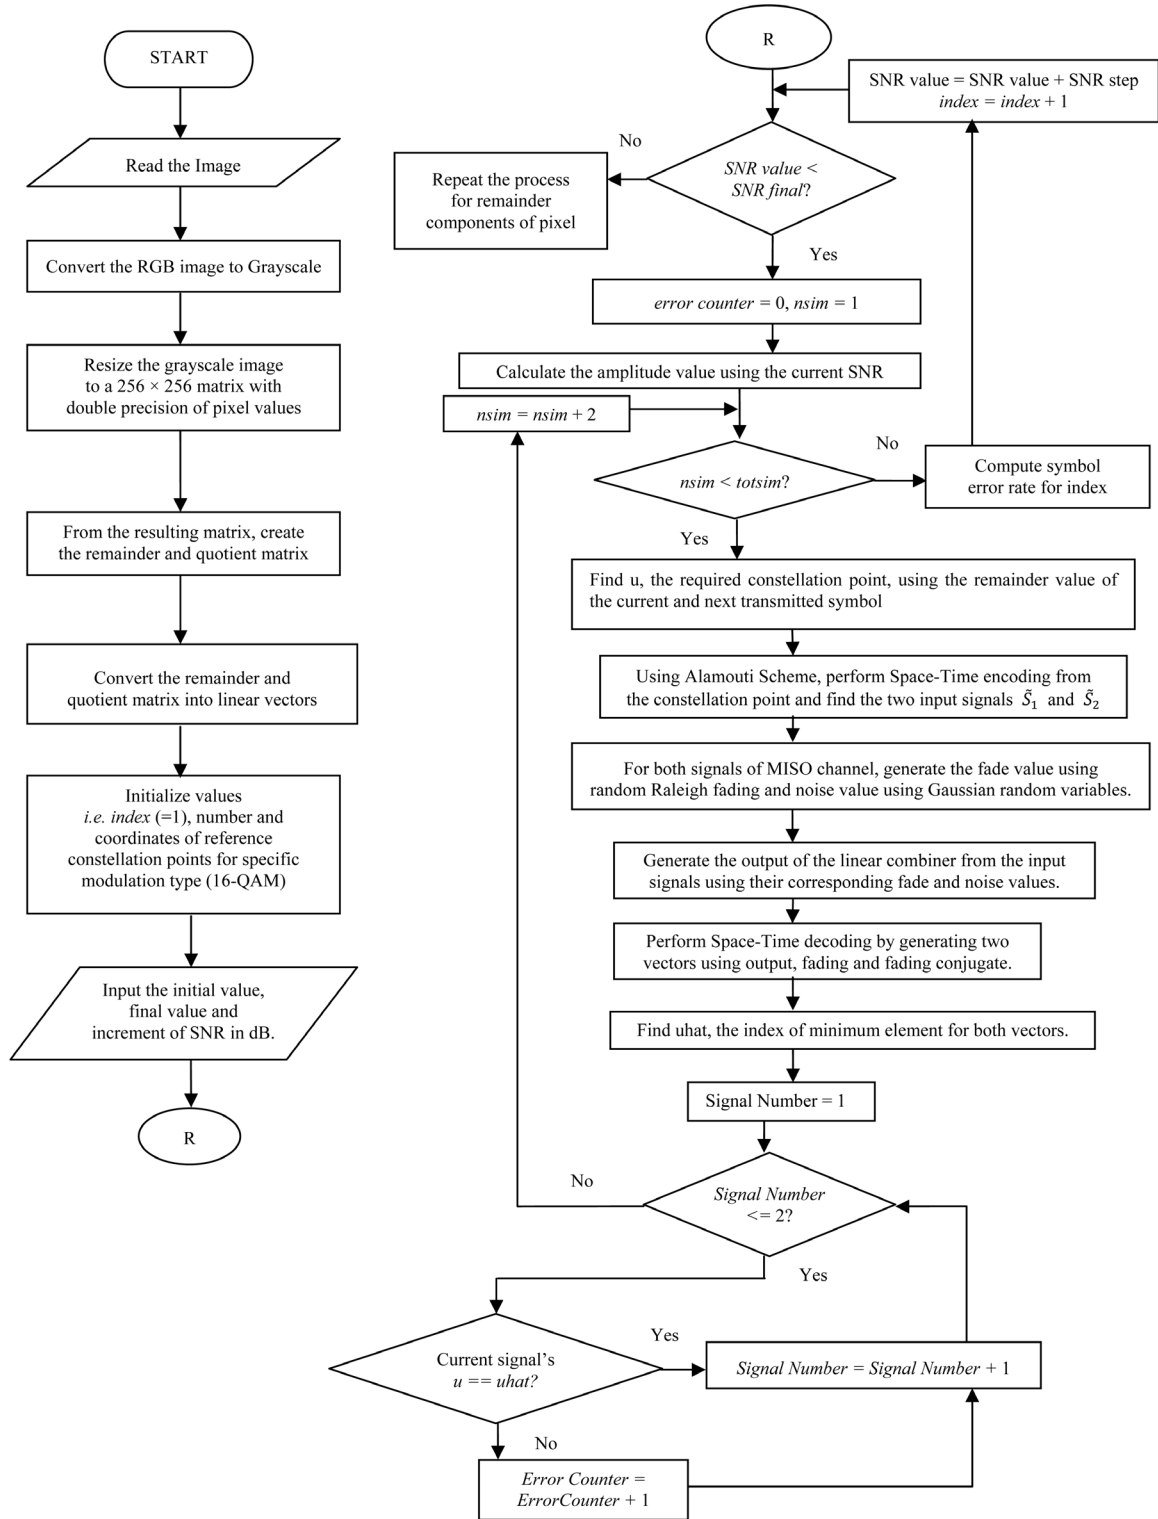 START
Read the Image
Convert the RGB image to Grayscale
Resize the grayscale image
to a 256 × 256 matrix with
double precision of pixel values
From the resulting matrix, create
the remainder and quotient matrix
Convert the remainder and
quotient matrix into linear vectors
Initialize values
i.e. index (=1), number and
coordinates of reference
constellation points for specific
modulation type (16-QAM)
Input the initial value,
final value and
increment of SNR in dB.
R
R
SNR value = SNR value + SNR step
index = index + 1
SNR value <
SNR final?
No
Repeat the process
for remainder
components of pixel
Yes
error counter = 0, nsim = 1
Calculate the amplitude value using the current SNR
nsim = nsim + 2
nsim < totsim?
No
Compute symbol
error rate for index
Yes
Find u, the required constellation point, using the remainder value of
the current and next transmitted symbol
Using Alamouti Scheme, perform Space-Time encoding from
the constellation point and find the two input signals S̃₁ and S̃₂
For both signals of MISO channel, generate the fade value using
random Raleigh fading and noise value using Gaussian random variables.
Generate the output of the linear combiner from the input
signals using their corresponding fade and noise values.
Perform Space-Time decoding by generating two
vectors using output, fading and fading conjugate.
Find uhat, the index of minimum element for both vectors.
Signal Number = 1
Signal Number
<= 2?
No
Yes
Current signal's
u == uhat?
Yes
Signal Number = Signal Number + 1
No
Error Counter =
ErrorCounter + 1